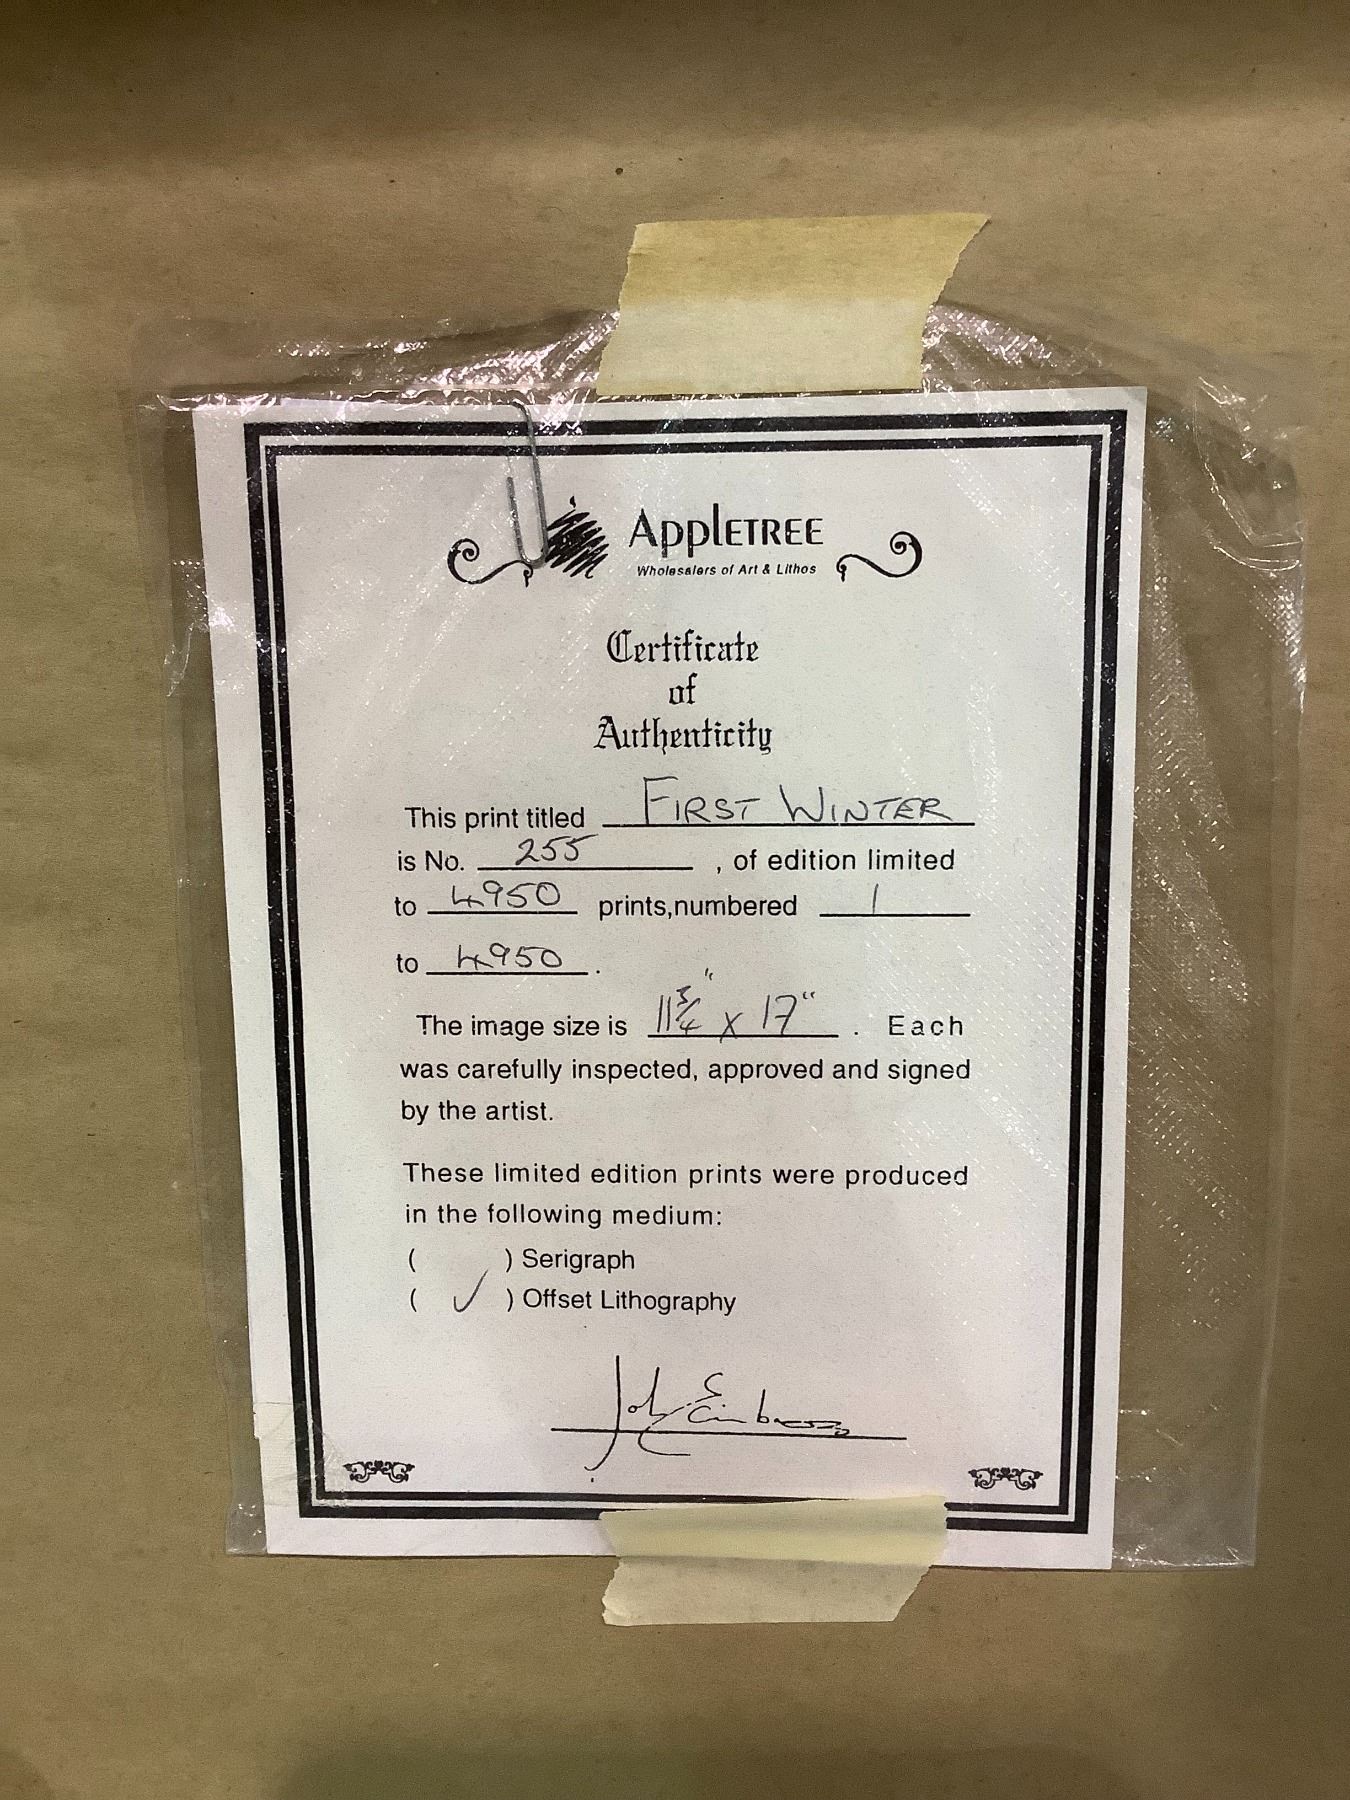 AppleTREE
Wholesalers of Art & Lithos
Certificate
of
Authenticity
This print titled FIRST WINTER
is No. 255 , of edition limited
to 4950 prints,numbered 1
to 4950 .
The image size is 11 3/4" x 17" . Each
was carefully inspected, approved and signed
by the artist.
These limited edition prints were produced
in the following medium:
( ) Serigraph
( ✓ ) Offset Lithography